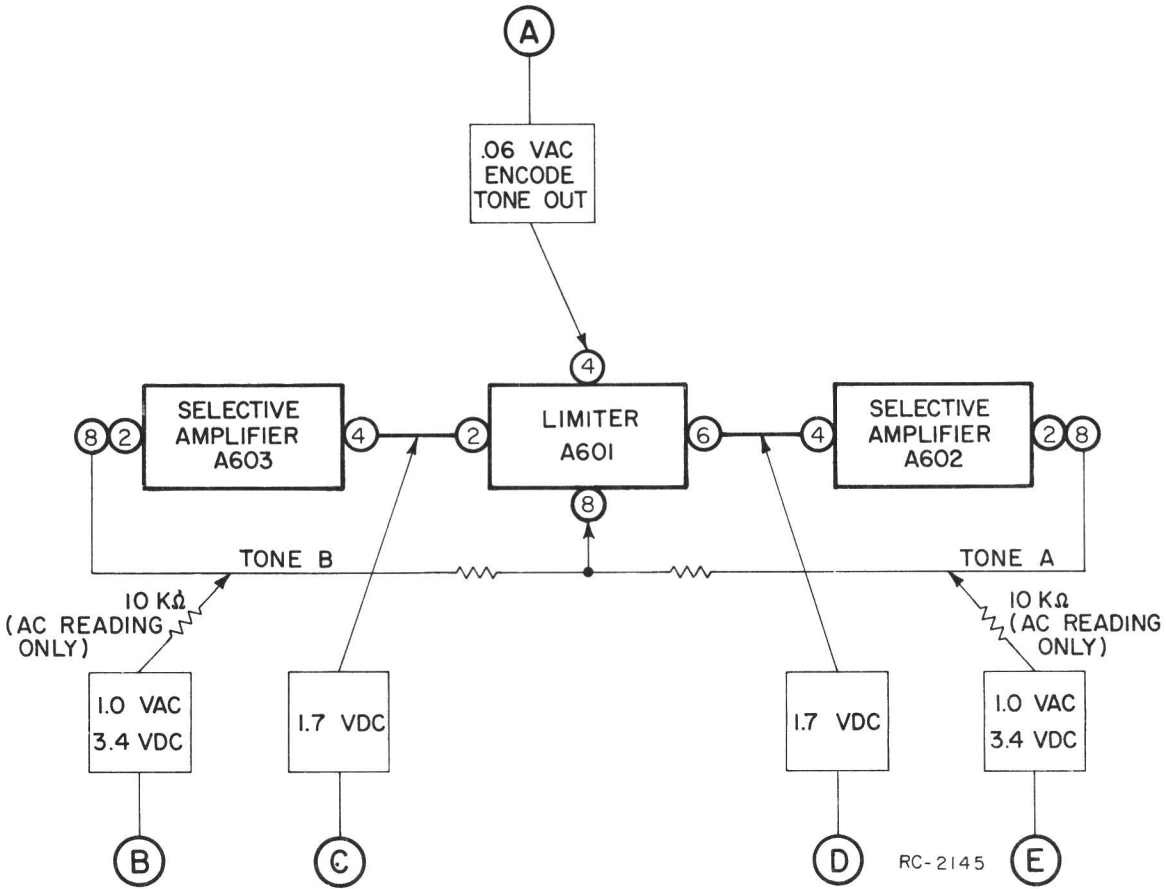 A
.06 VAC
ENCODE
TONE OUT
4
8 2
SELECTIVE
AMPLIFIER
A603
4
2
LIMITER
A601
6
4
SELECTIVE
AMPLIFIER
A602
2 8
8
TONE B
TONE A
10 KΩ
(AC READING
ONLY)
10 KΩ
(AC READING
ONLY)
1.0 VAC
3.4 VDC
1.7 VDC
1.7 VDC
1.0 VAC
3.4 VDC
B
C
D
RC-2145
E